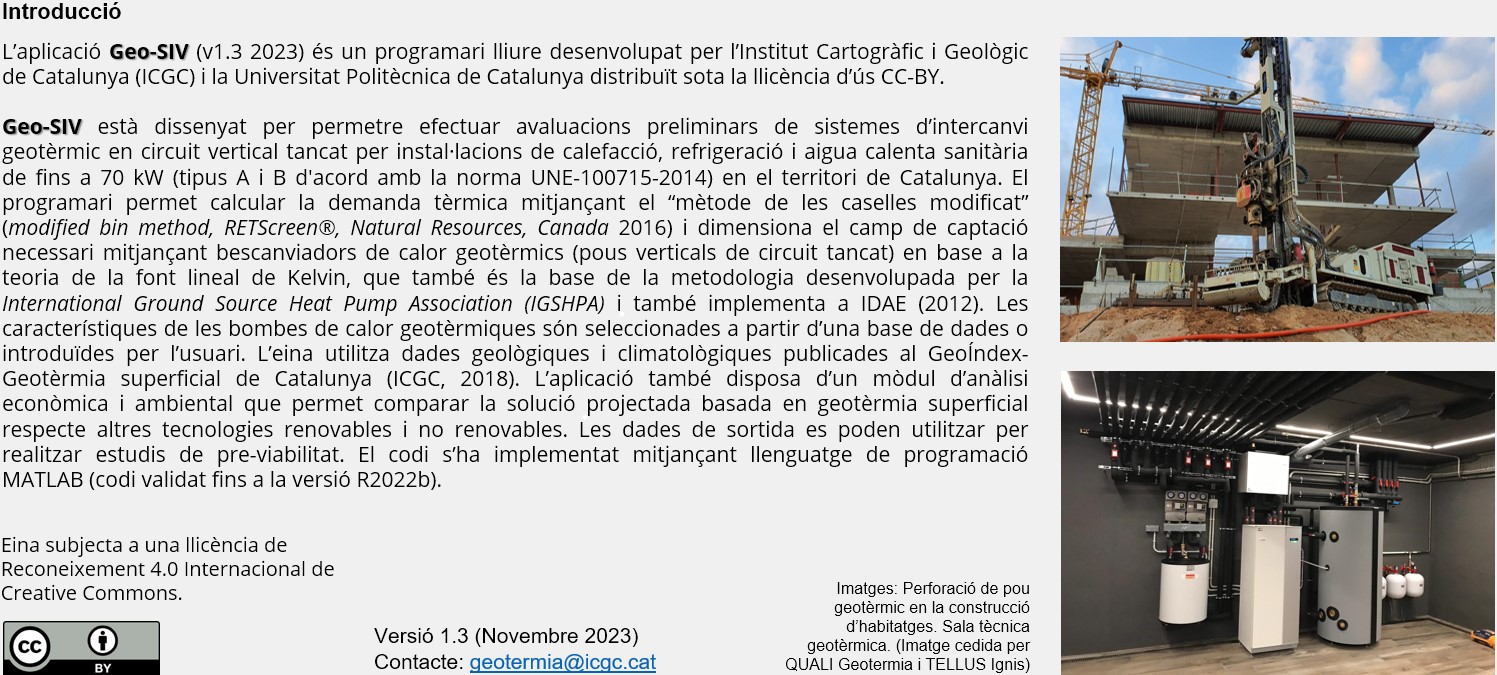 Introducció
L’aplicació Geo-SIV (v1.3 2023) és un programari lliure desenvolupat per l’Institut Cartogràfic i Geològic
de Catalunya (ICGC) i la Universitat Politècnica de Catalunya distribuït sota la llicència d’ús CC-BY.
Geo-SIV està dissenyat per permetre efectuar avaluacions preliminars de sistemes d’intercanvi
geotèrmic en circuit vertical tancat per instal·lacions de calefacció, refrigeració i aigua calenta sanitària
de fins a 70 kW (tipus A i B d'acord amb la norma UNE-100715-2014) en el territori de Catalunya. El
programari permet calcular la demanda tèrmica mitjançant el “mètode de les caselles modificat”
(modified bin method, RETScreen®, Natural Resources, Canada 2016) i dimensiona el camp de captació
necessari mitjançant bescanviadors de calor geotèrmics (pous verticals de circuit tancat) en base a la
teoria de la font lineal de Kelvin, que també és la base de la metodologia desenvolupada per la
International Ground Source Heat Pump Association (IGSHPA) i també implementa a IDAE (2012). Les
característiques de les bombes de calor geotèrmiques són seleccionades a partir d’una base de dades o
introduïdes per l’usuari. L’eina utilitza dades geològiques i climatològiques publicades al GeoÍndex-
Geotèrmia superficial de Catalunya (ICGC, 2018). L’aplicació també disposa d’un mòdul d’anàlisi
econòmica i ambiental que permet comparar la solució projectada basada en geotèrmia superficial
respecte altres tecnologies renovables i no renovables. Les dades de sortida es poden utilitzar per
realitzar estudis de pre-viabilitat. El codi s’ha implementat mitjançant llenguatge de programació
MATLAB (codi validat fins a la versió R2022b).
Eina subjecta a una llicència de
Reconeixement 4.0 Internacional de
Creative Commons.
cc
BY
Versió 1.3 (Novembre 2023)
Contacte: geotermia@icgc.cat
Imatges: Perforació de pou
geotèrmic en la construcció
d’habitatges. Sala tècnica
geotèrmica. (Imatge cedida per
QUALI Geotermia i TELLUS Ignis)